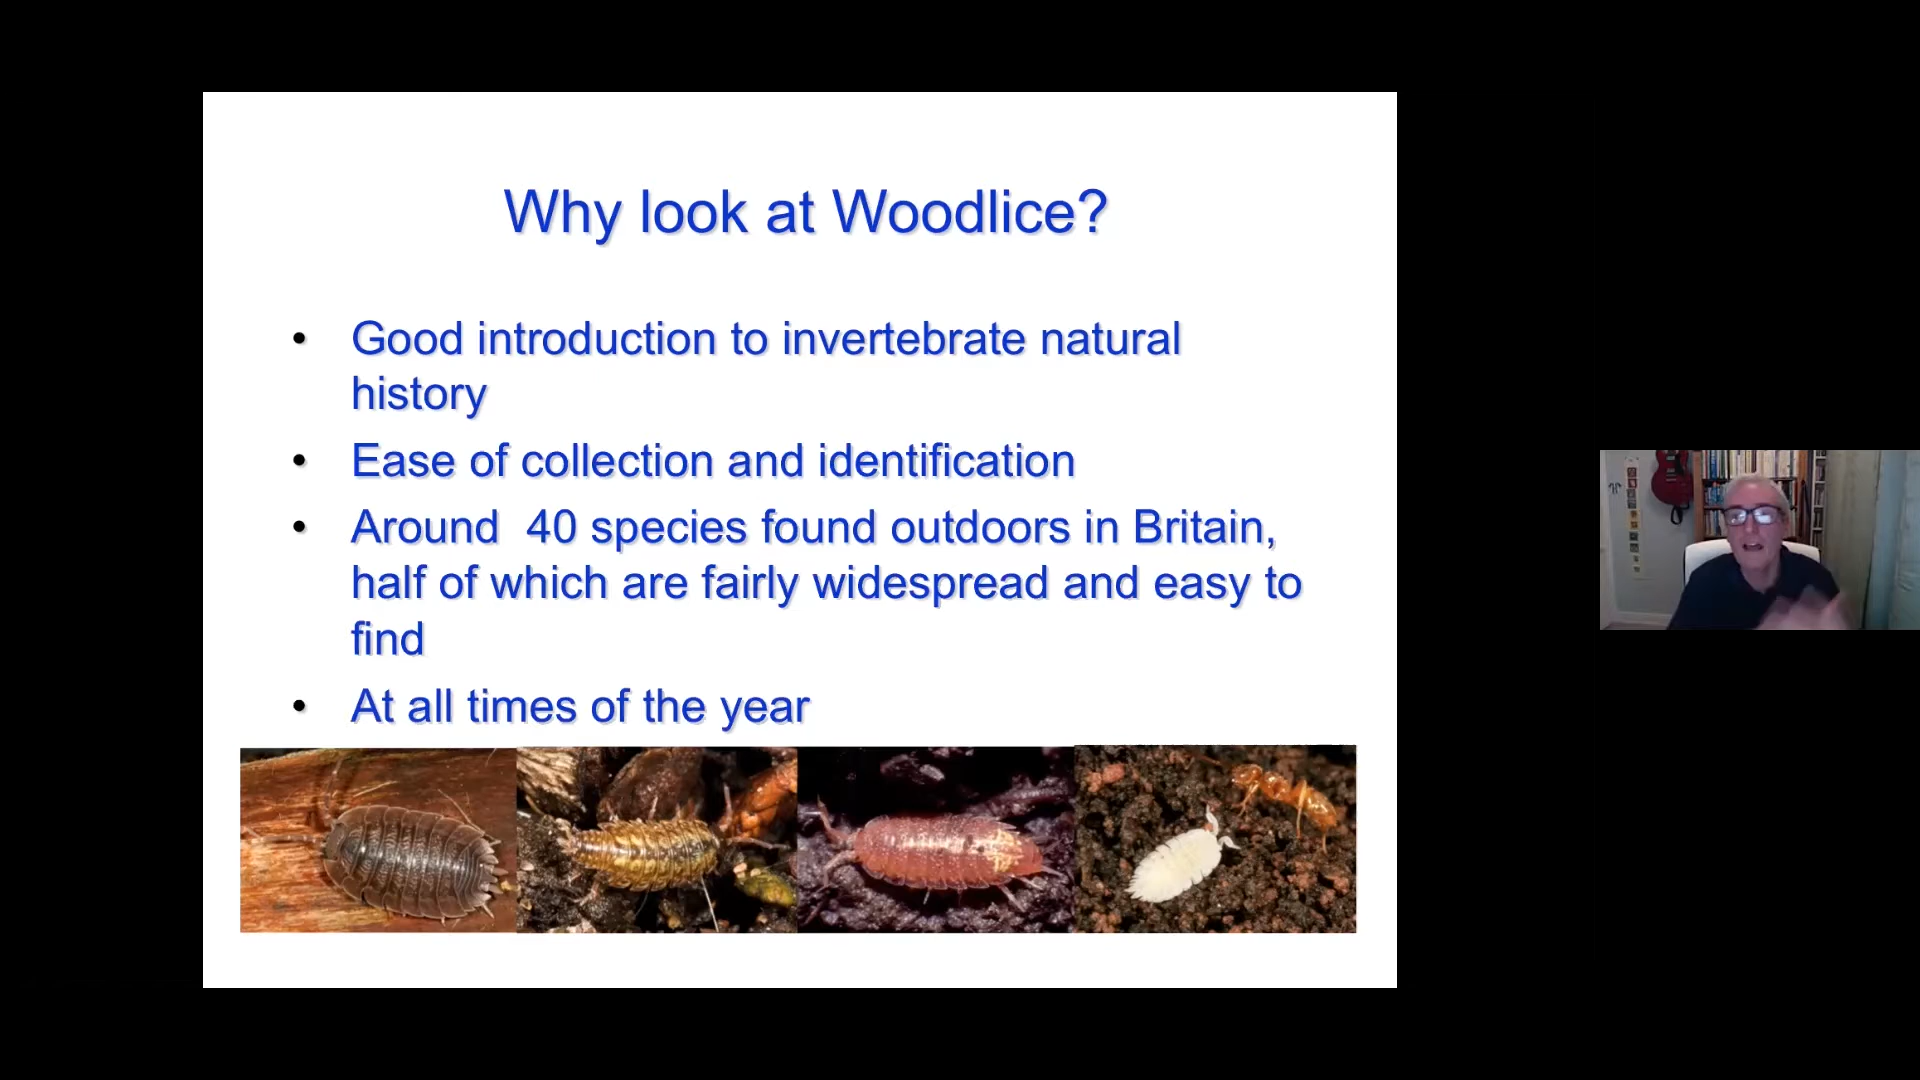 Why look at Woodlice?
• Good introduction to invertebrate natural
history
• Ease of collection and identification
• Around  40 species found outdoors in Britain,
half of which are fairly widespread and easy to
find
• At all times of the year